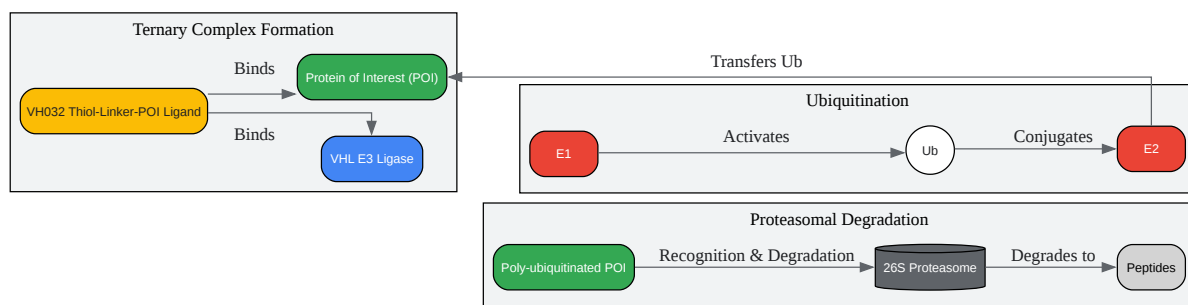 Ternary Complex Formation
Binds
Protein of Interest (POI)
VH032 Thiol-Linker-POI Ligand
Binds
VHL E3 Ligase
Transfers Ub
Ubiquitination
E1
Activates
Ub
Conjugates
E2
Proteasomal Degradation
Poly-ubiquitinated POI
Recognition & Degradation
26S Proteasome
Degrades to
Peptides